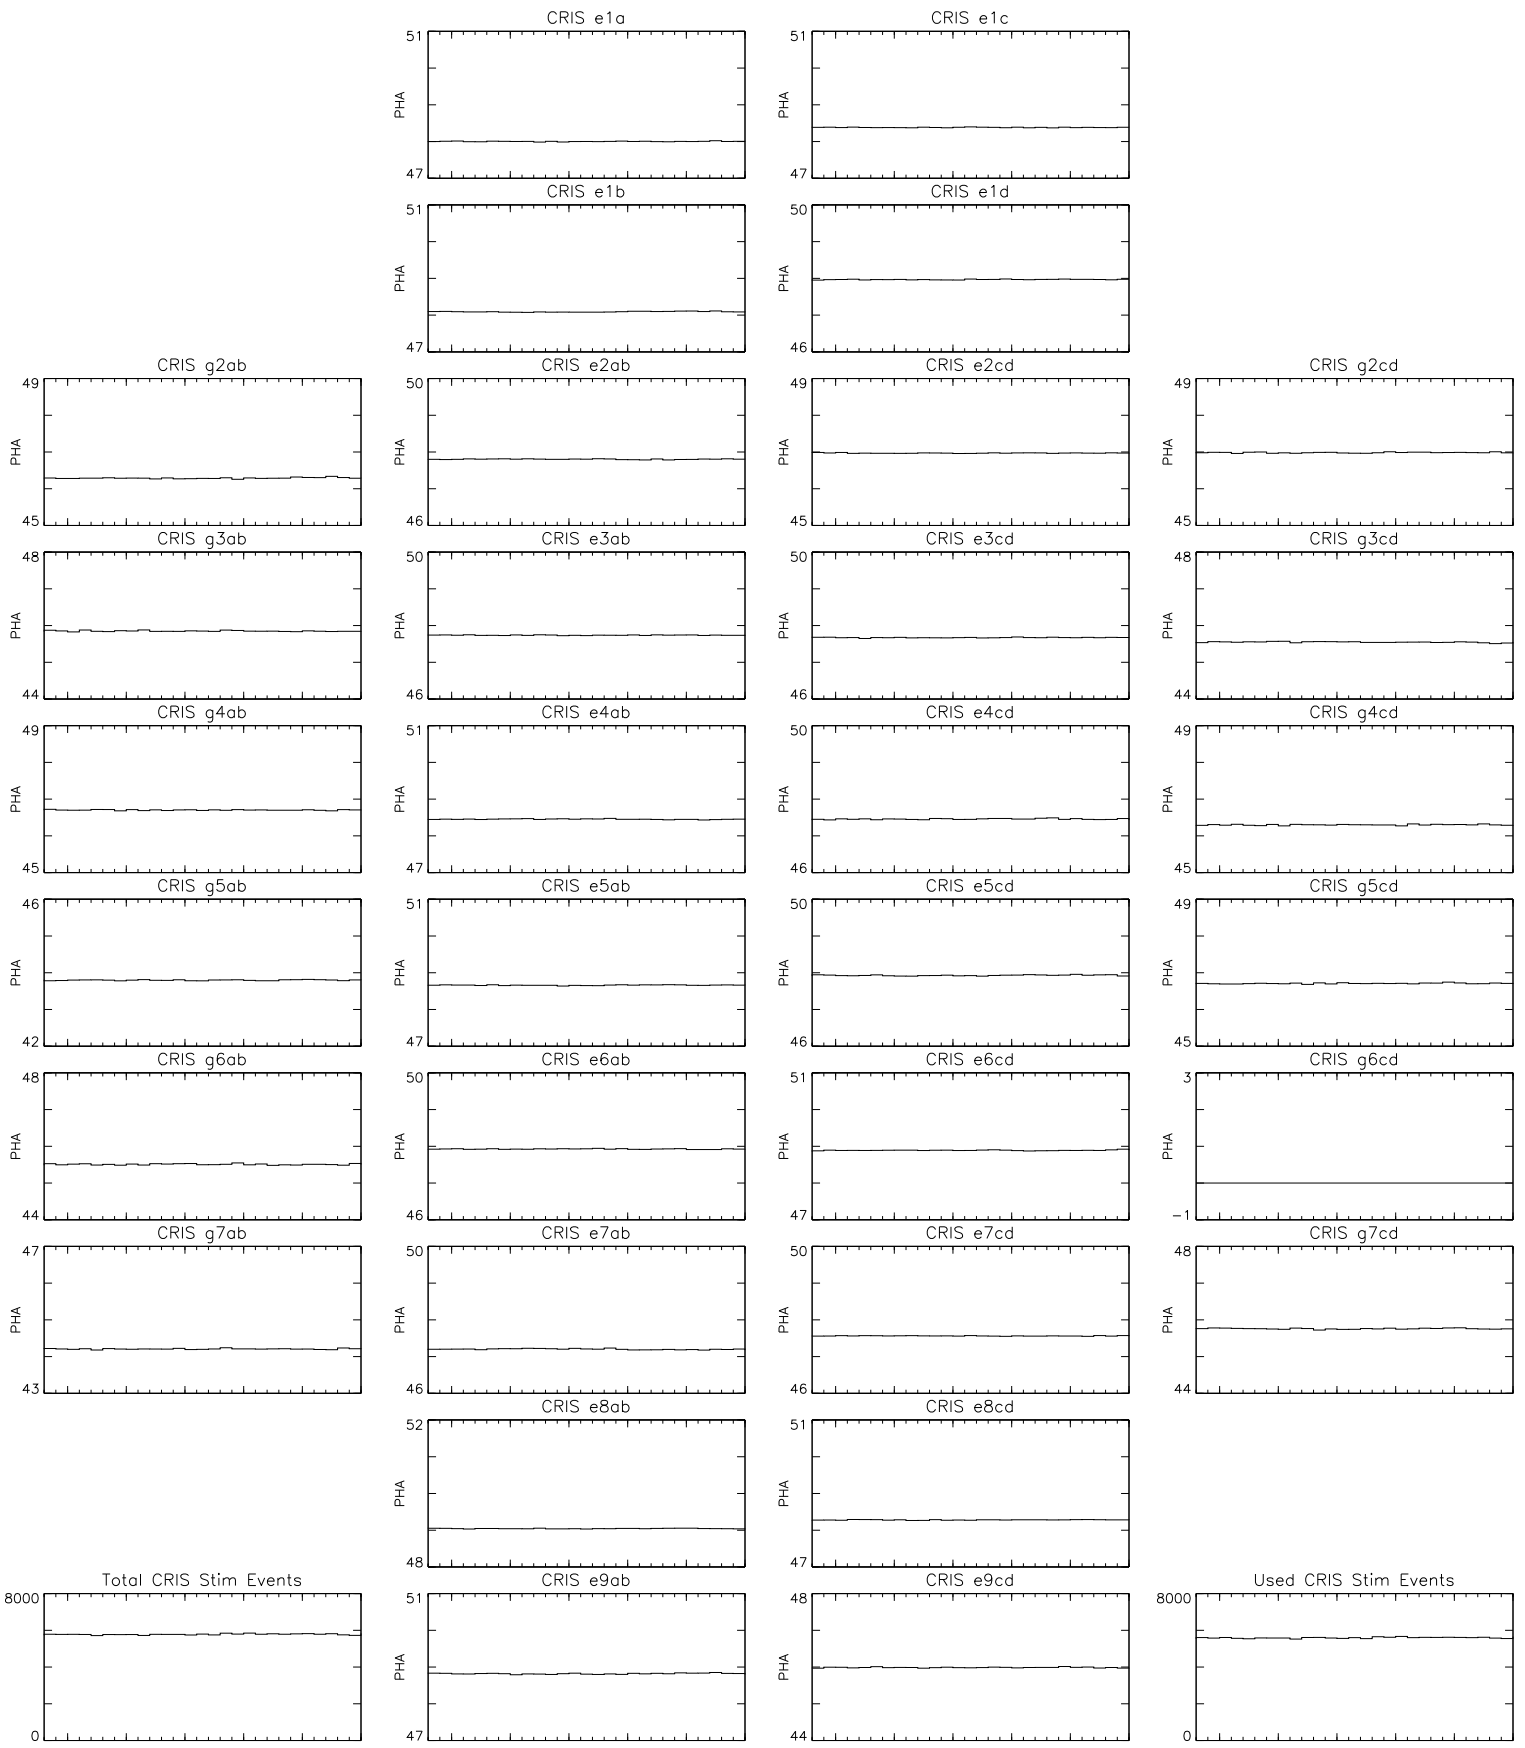 CRIS e1a
CRIS e1c
51
PHA
47
51
PHA
47
CRIS e1b
CRIS e1d
51
PHA
47
50
PHA
46
CRIS g2ab
CRIS e2ab
CRIS e2cd
CRIS g2cd
49
PHA
45
50
PHA
46
49
PHA
45
49
PHA
45
CRIS g3ab
CRIS e3ab
CRIS e3cd
CRIS g3cd
48
PHA
44
50
PHA
46
50
PHA
46
48
PHA
44
CRIS g4ab
CRIS e4ab
CRIS e4cd
CRIS g4cd
49
PHA
45
51
PHA
47
50
PHA
46
49
PHA
45
CRIS g5ab
CRIS e5ab
CRIS e5cd
CRIS g5cd
46
PHA
42
51
PHA
47
50
PHA
46
49
PHA
45
CRIS g6ab
CRIS e6ab
CRIS e6cd
CRIS g6cd
48
PHA
44
50
PHA
46
51
PHA
47
3
PHA
-1
CRIS g7ab
CRIS e7ab
CRIS e7cd
CRIS g7cd
47
PHA
43
50
PHA
46
50
PHA
46
48
PHA
44
CRIS e8ab
CRIS e8cd
52
PHA
48
51
PHA
47
Total CRIS Stim Events
CRIS e9ab
CRIS e9cd
Used CRIS Stim Events
8000
0
51
PHA
47
48
PHA
44
8000
0